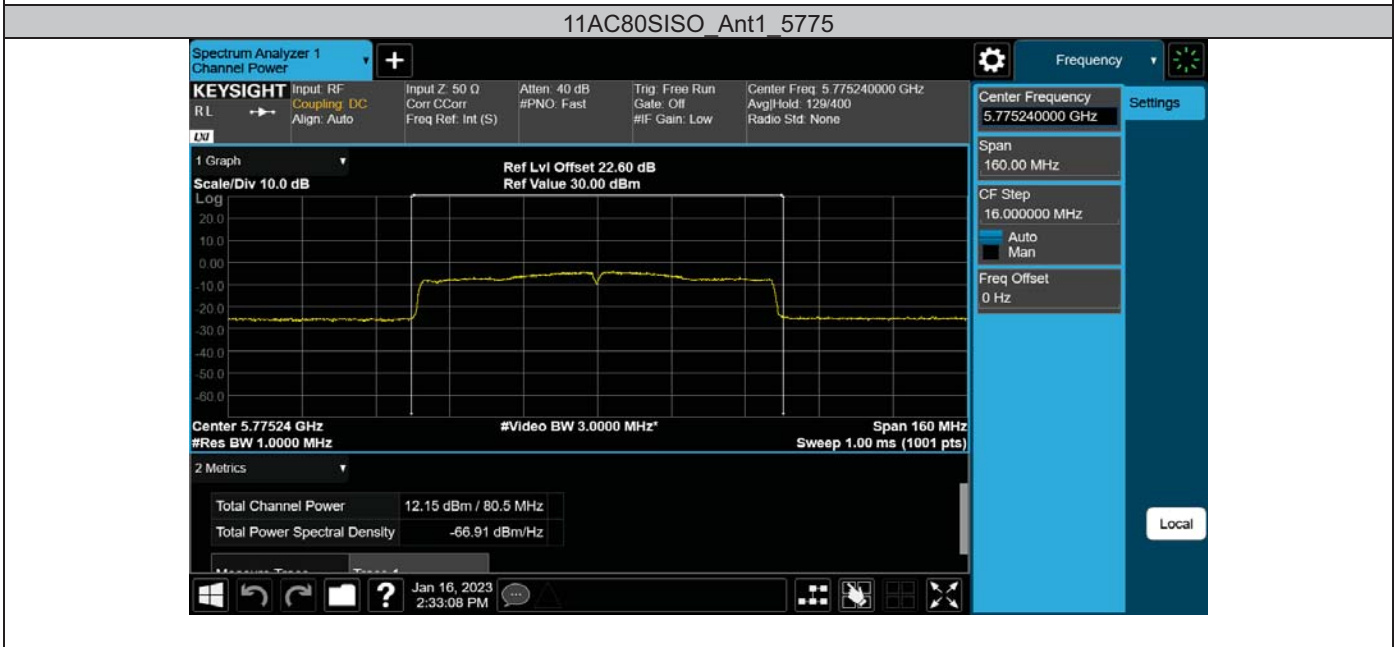 11AC80SISO_Ant1_5775
Spectrum Analyzer 1
Channel Power
Frequency
KEYSIGHT
RL
LXI
Input: RF
Coupling: DC
Align: Auto
Input Z: 50 Ω
Corr CCorr
Freq Ref: Int (S)
Atten: 40 dB
#PNO: Fast
Trig: Free Run
Gate: Off
#IF Gain: Low
Center Freq: 5.775240000 GHz
Avg|Hold: 129/400
Radio Std: None
Center Frequency
5.775240000 GHz
Settings
Span
160.00 MHz
CF Step
16.000000 MHz
Auto
Man
Freq Offset
0 Hz
Local
1 Graph
Scale/Div 10.0 dB
Ref Lvl Offset 22.60 dB
Ref Value 30.00 dBm
Log
20.0
10.0
0.00
-10.0
-20.0
-30.0
-40.0
-50.0
-60.0
Center 5.77524 GHz
#Video BW 3.0000 MHz*
Span 160 MHz
#Res BW 1.0000 MHz
Sweep 1.00 ms (1001 pts)
2 Metrics
Total Channel Power 12.15 dBm / 80.5 MHz
Total Power Spectral Density -66.91 dBm/Hz
Jan 16, 2023
2:33:08 PM